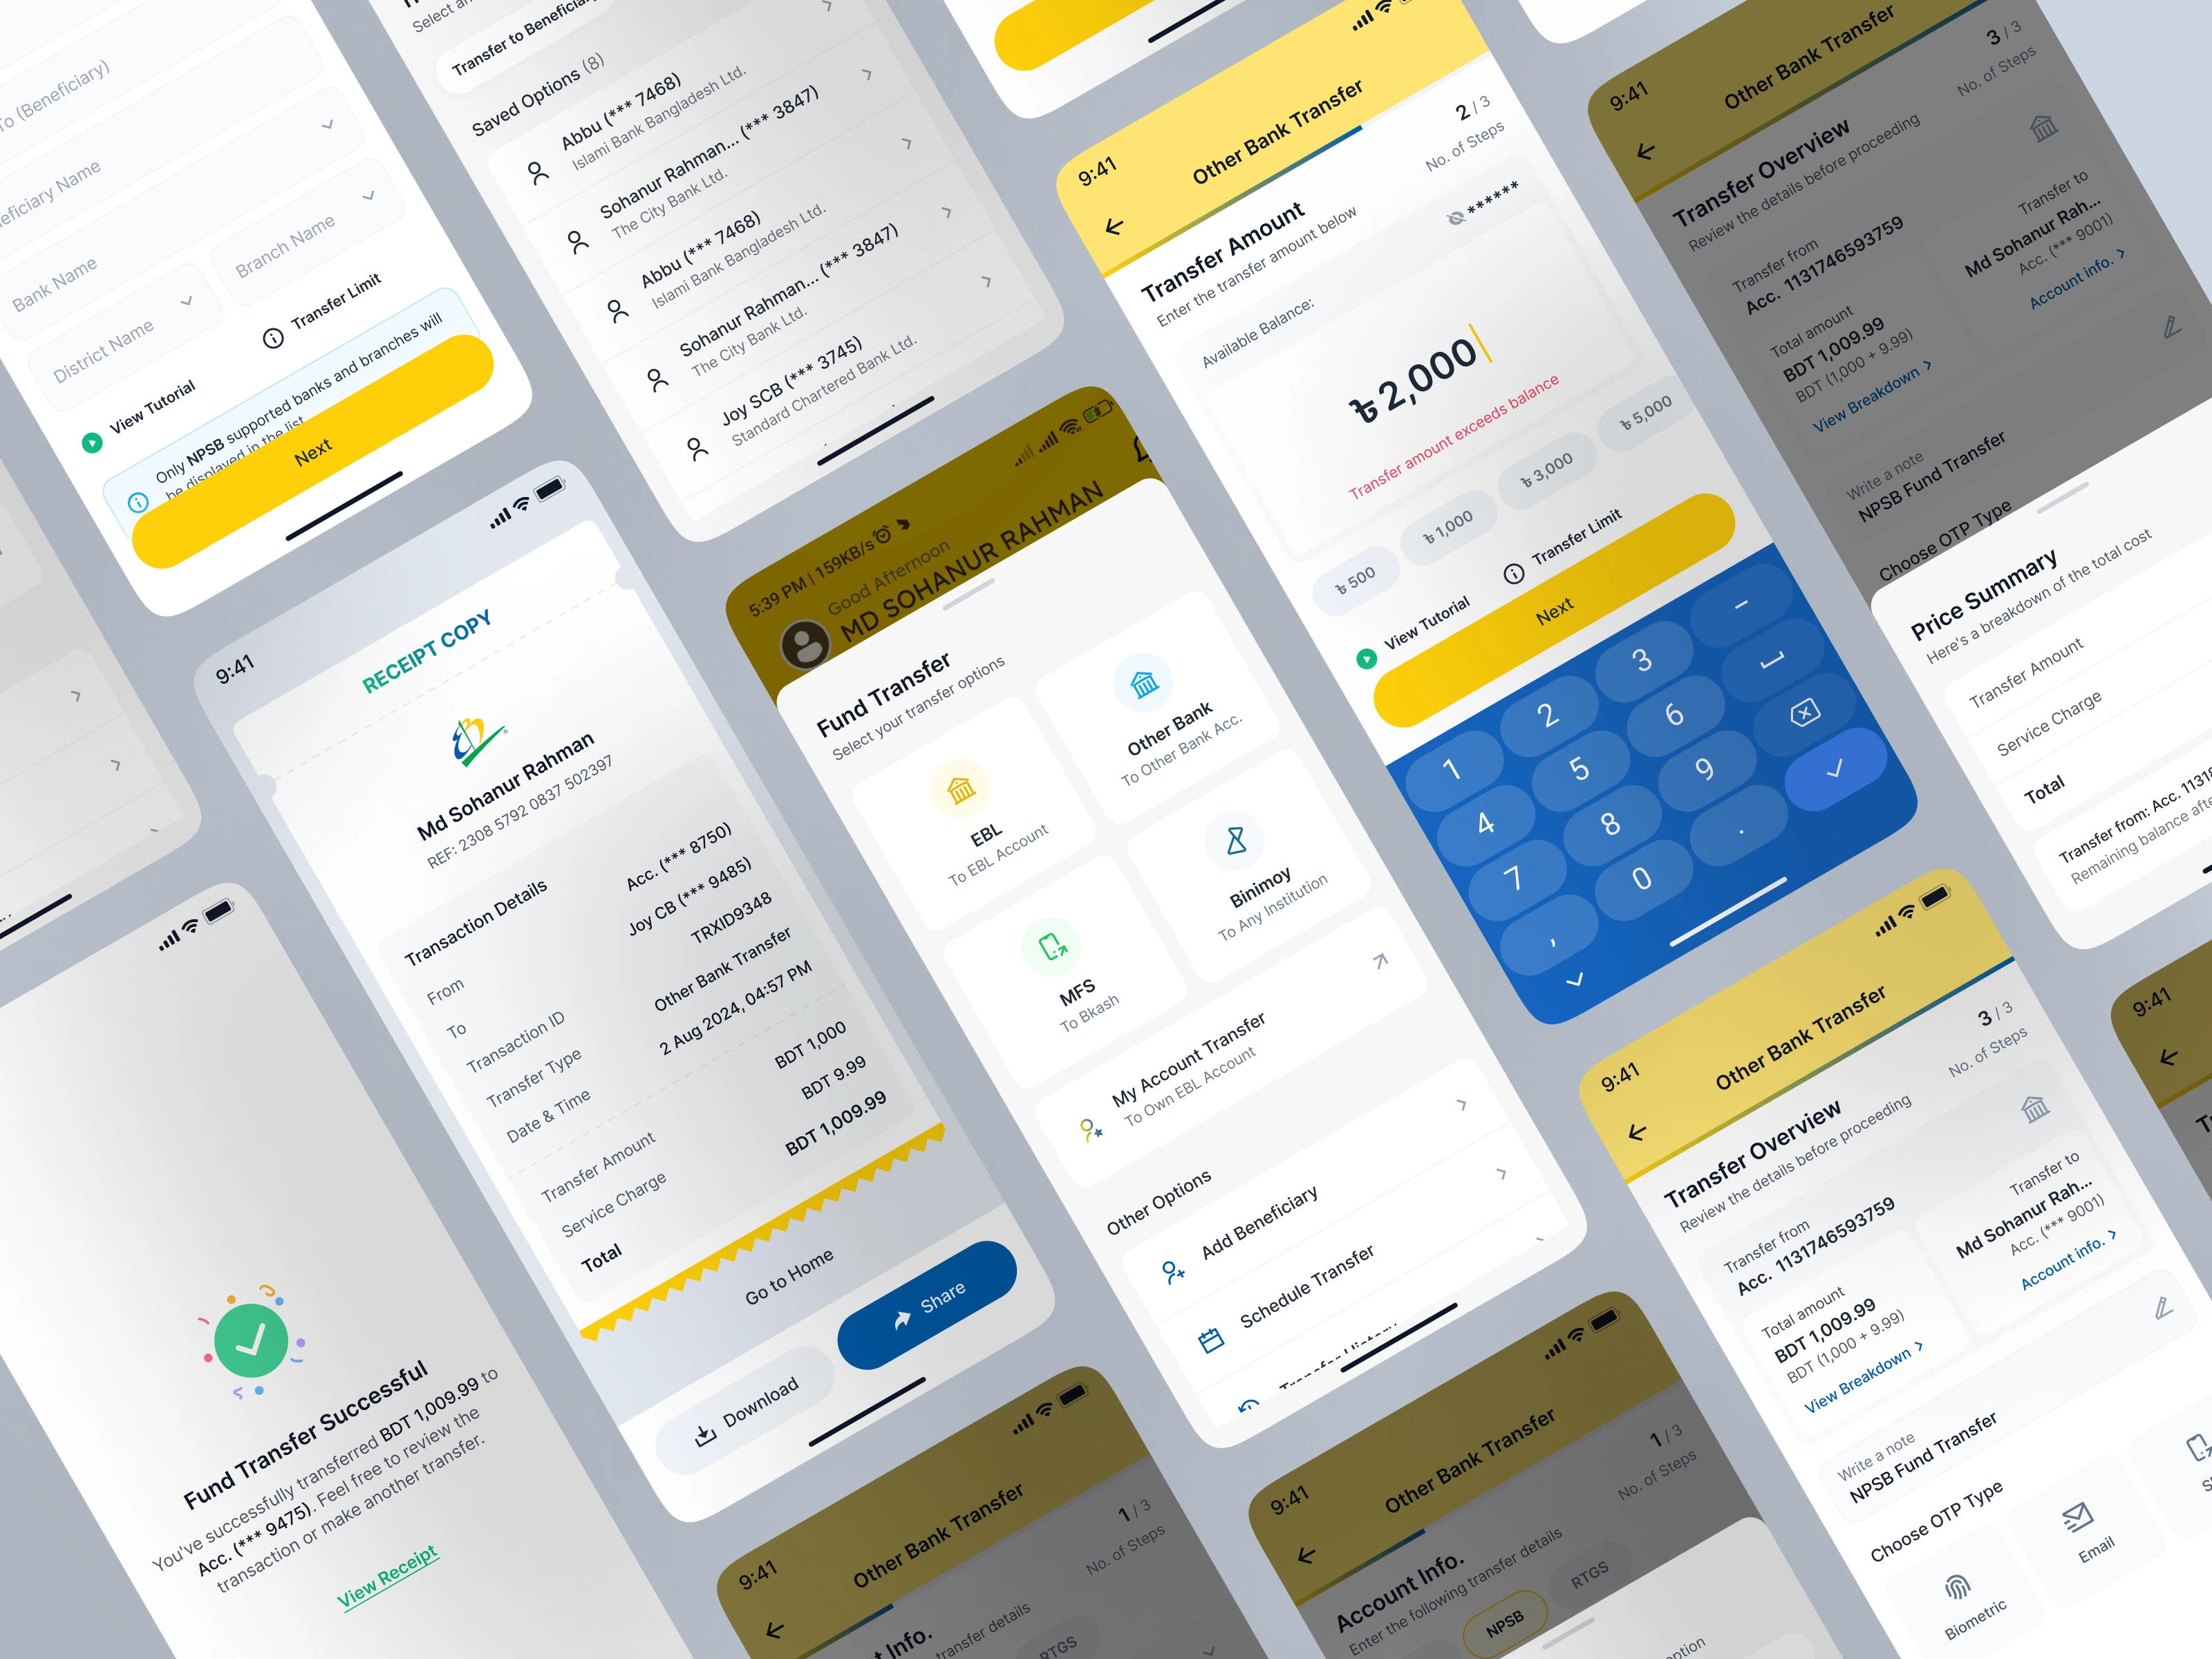 To (Beneficiary)
Beneficiary Name
Bank Name
Branch Name
District Name
Transfer Limit
View Tutorial
Only NPSB supported banks and branches will
be displayed in the list.
Next
Transfer to Beneficiary
Saved Options (8)
Abbu (*** 7468)
Islami Bank Bangladesh Ltd.
Sohanur Rahman... (*** 3847)
The City Bank Ltd.
Abbu (*** 7468)
Islami Bank Bangladesh Ltd.
Sohanur Rahman... (*** 3847)
The City Bank Ltd.
Joy SCB (*** 3745)
Standard Chartered Bank Ltd.
9:41
Other Bank Transfer
2 / 3
No. of Steps
Transfer Amount
Enter the transfer amount below
Available Balance:
******
৳ 2,000
Transfer amount exceeds balance
৳ 500
৳ 1,000
৳ 3,000
৳ 5,000
Transfer Limit
View Tutorial
Next
1
2
3
–
4
5
6
7
8
9
,
0
.
9:41
Other Bank Transfer
3 / 3
No. of Steps
Transfer Overview
Review the details before proceeding
Transfer from
Acc. 1131746593759
Transfer to
Md Sohanur Rah...
Acc. (*** 9001)
Account info.
Total amount
BDT 1,009.99
BDT (1,000 + 9.99)
View Breakdown
Write a note
NPSB Fund Transfer
Choose OTP Type
Price Summary
Here's a breakdown of the total cost
Transfer Amount
Service Charge
Total
Transfer from: Acc. 11318
Remaining balance after
9:41
RECEIPT COPY
Md Sohanur Rahman
REF: 2308 5792 0837 502397
Transaction Details
From
Acc. (*** 8750)
To
Joy CB (*** 9485)
Transaction ID
TRXID9348
Transfer Type
Other Bank Transfer
Date & Time
2 Aug 2024, 04:57 PM
Transfer Amount
BDT 1,000
Service Charge
BDT 9.99
Total
BDT 1,009.99
Go to Home
Download
Share
5:39 PM | 159KB/s
Good Afternoon
MD SOHANUR RAHMAN
Fund Transfer
Select your transfer options
EBL
To EBL Account
Other Bank
To Other Bank Acc.
MFS
To Bkash
Binimoy
To Any Institution
My Account Transfer
To Own EBL Account
Other Options
Add Beneficiary
Schedule Transfer
Transfer History
Fund Transfer Successful
You've successfully transferred BDT 1,009.99 to
Acc. (*** 9475). Feel free to review the
transaction or make another transfer.
View Receipt
9:41
Other Bank Transfer
1 / 3
No. of Steps
t Info.
transfer details
RTGS
9:41
Other Bank Transfer
1 / 3
No. of Steps
Account Info.
Enter the following transfer details
NPSB
RTGS
9:41
Other Bank Transfer
3 / 3
No. of Steps
Transfer Overview
Review the details before proceeding
Transfer from
Acc. 1131746593759
Transfer to
Md Sohanur Rah...
Acc. (*** 9001)
Account info.
Total amount
BDT 1,009.99
BDT (1,000 + 9.99)
View Breakdown
Write a note
NPSB Fund Transfer
Choose OTP Type
Biometric
Email
9:41